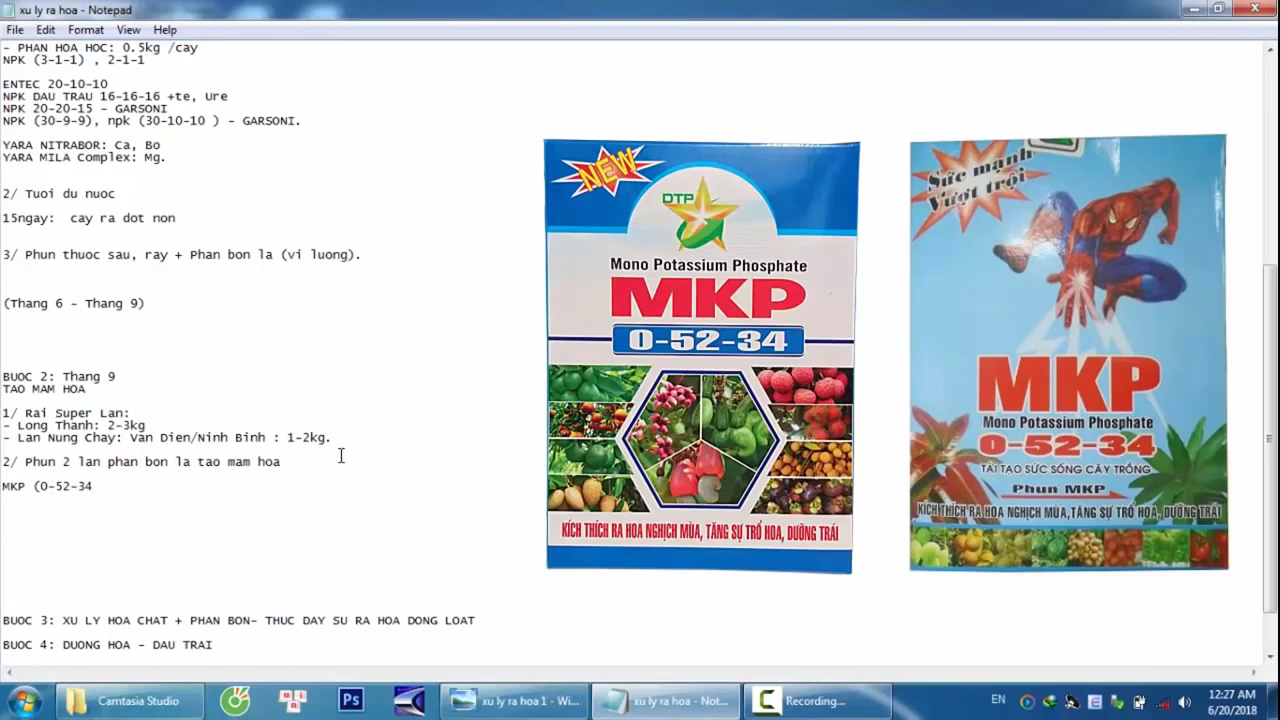 xu ly ra hoa - Notepad
File Edit Format View Help
- PHAN HOA HOC: 0.5kg /cay
NPK (3-1-1) , 2-1-1
ENTEC 20-10-10
NPK DAU TRAU 16-16-16 +te, Ure
NPK 20-20-15 - GARSONI
NPK (30-9-9), npk (30-10-10 ) - GARSONI.
YARA NITRABOR: Ca, Bo
YARA MILA Complex: Mg.
2/ Tuoi du nuoc
15ngay: cay ra dot non
3/ Phun thuoc sau, ray + Phan bon la (vi luong).
(Thang 6 - Thang 9)
BUOC 2: Thang 9
TAO MAM HOA
1/ Rai Super Lan:
- Long Thanh: 2-3kg
- Lan Nung Chay: Van Dien/Ninh Binh : 1-2kg.
2/ Phun 2 lan phan bon la tao mam hoa
MKP (0-52-34
BUOC 3: XU LY HOA CHAT + PHAN BON- THUC DAY SU RA HOA DONG LOAT
BUOC 4: DUONG HOA - DAU TRAI
NEW
DTP
Mono Potassium Phosphate
MKP
0-52-34
KÍCH THÍCH RA HOA NGHỊCH MÙA, TĂNG SỰ TRỔ HOA, DƯỠNG TRÁI
Sức mạnh
Vượt trội
MKP
Mono Potassium Phosphate
0-52-34
TÁI TẠO SỨC SỐNG CÂY TRỒNG
Phun MKP
KÍCH THÍCH RA HOA NGHỊCH MÙA,TĂNG SỰ TRỔ HOA, DƯỠNG TRÁI
Camtasia Studio
Ps
xu ly ra hoa 1 - Wi...
xu ly ra hoa - Not...
Recording...
EN
12:27 AM
6/20/2018